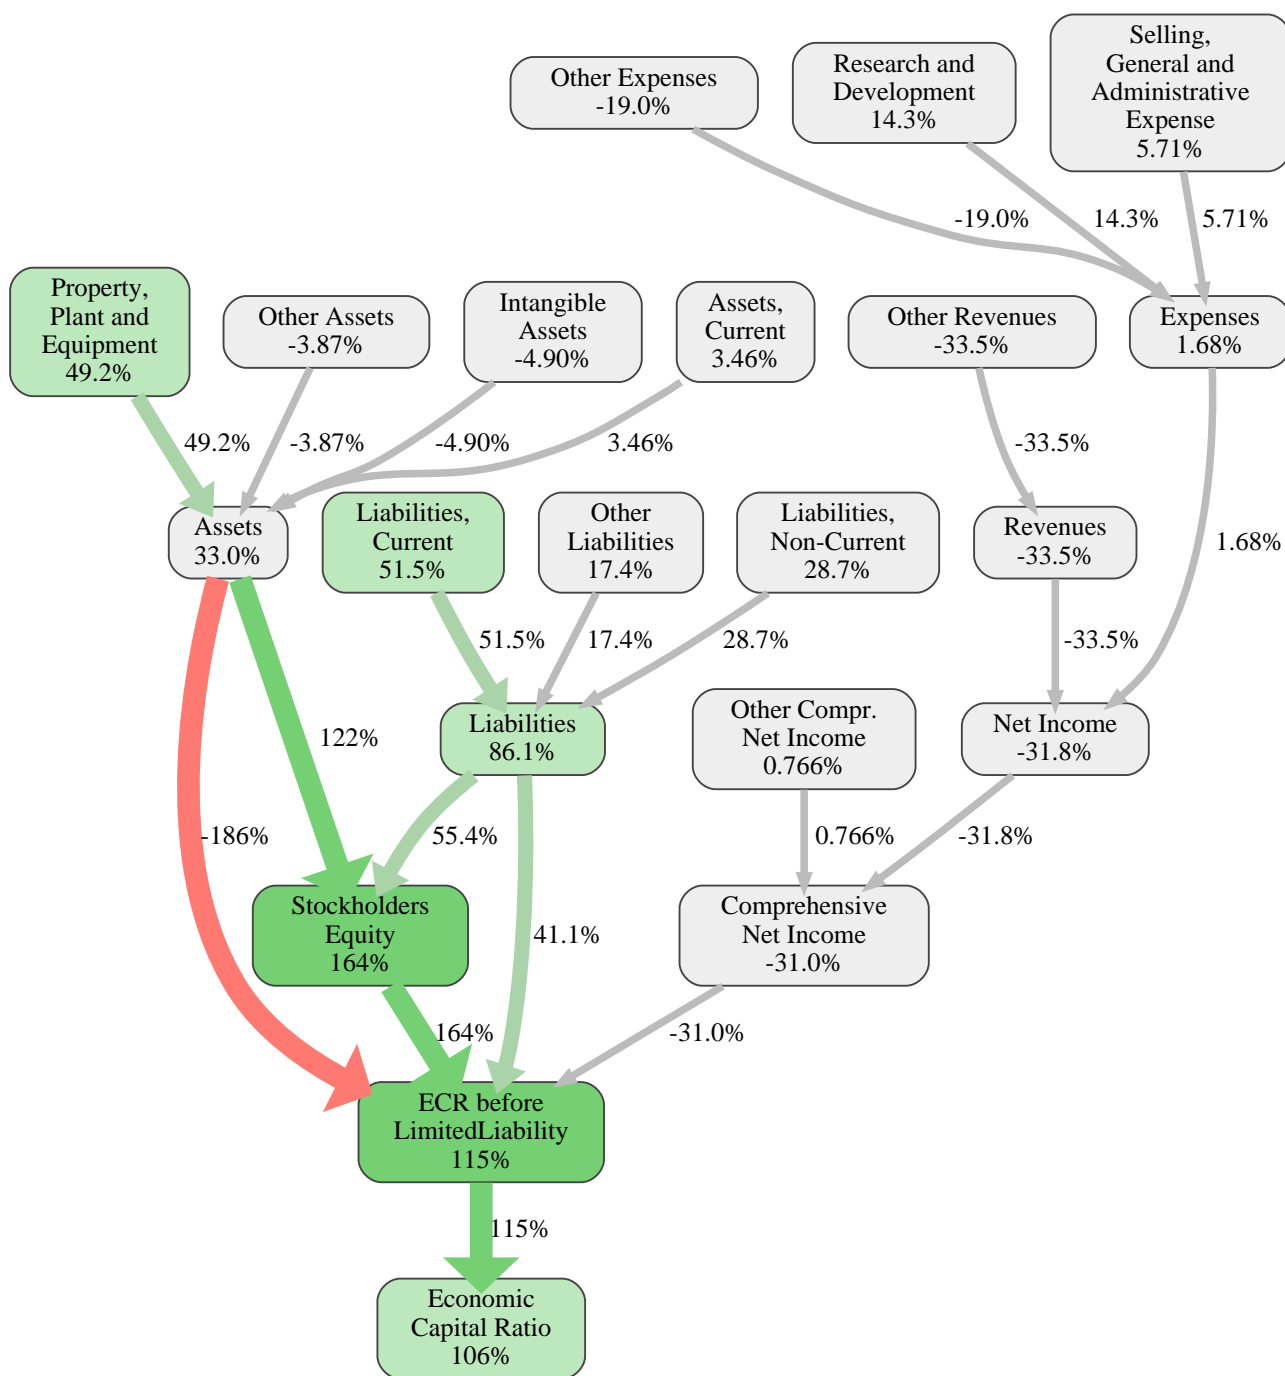 Selling,
General and
Administrative
Expense
5.71%
Research and
Development
14.3%
Other Expenses
-19.0%
-19.0%
14.3%
5.71%
Property,
Plant and
Equipment
49.2%
Other Assets
-3.87%
Intangible
Assets
-4.90%
Assets,
Current
3.46%
Other Revenues
-33.5%
Expenses
1.68%
49.2%
-3.87%
-4.90%
3.46%
-33.5%
1.68%
Assets
33.0%
Liabilities,
Current
51.5%
Other
Liabilities
17.4%
Liabilities,
Non-Current
28.7%
Revenues
-33.5%
51.5%
17.4%
28.7%
-33.5%
122%
-186%
Liabilities
86.1%
Other Compr.
Net Income
0.766%
Net Income
-31.8%
55.4%
41.1%
0.766%
-31.8%
Stockholders
Equity
164%
Comprehensive
Net Income
-31.0%
164%
-31.0%
ECR before
LimitedLiability
115%
115%
Economic
Capital Ratio
106%